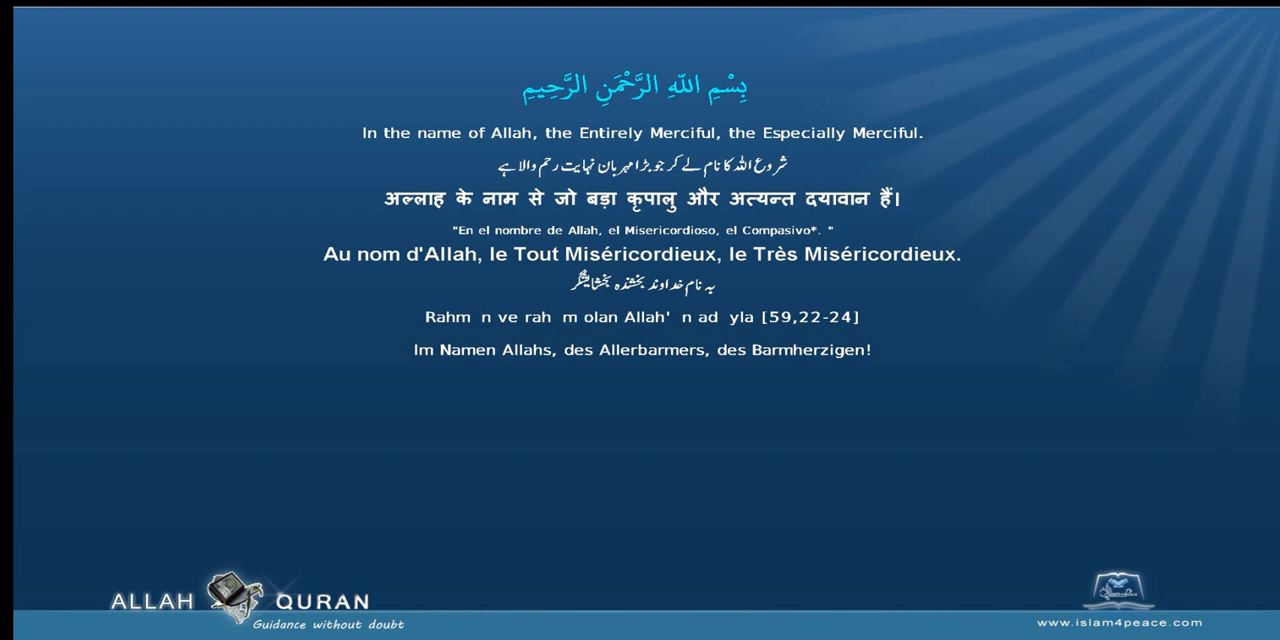 بِسْمِ اللّهِ الرَّحْمَنِ الرَّحِيمِ
In the name of Allah, the Entirely Merciful, the Especially Merciful.
شروع اللہ کا نام لے کر جو بڑا مہربان نہایت رحم والا ہے
अल्लाह के नाम से जो बड़ा कृपालु और अत्यन्त दयावान हैं।
"En el nombre de Allah, el Misericordioso, el Compasivo*. "
Au nom d'Allah, le Tout Miséricordieux, le Très Miséricordieux.
به نام خداوند بخشنده بخشایشگر
Rahm n ve rah m olan Allah' n ad yla [59,22-24]
Im Namen Allahs, des Allerbarmers, des Barmherzigen!
ALLAH QURAN
Guidance without doubt
www.islam4peace.com